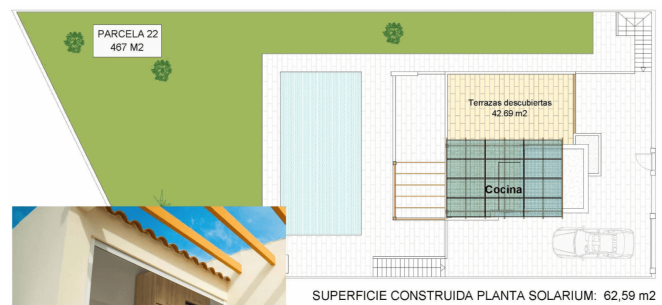 PARCELA 22
467 M2
Terrazas descubiertas
42.69 m2
Cocina
SUPERFICIE CONSTRUIDA PLANTA SOLARIUM: 62,59 m2